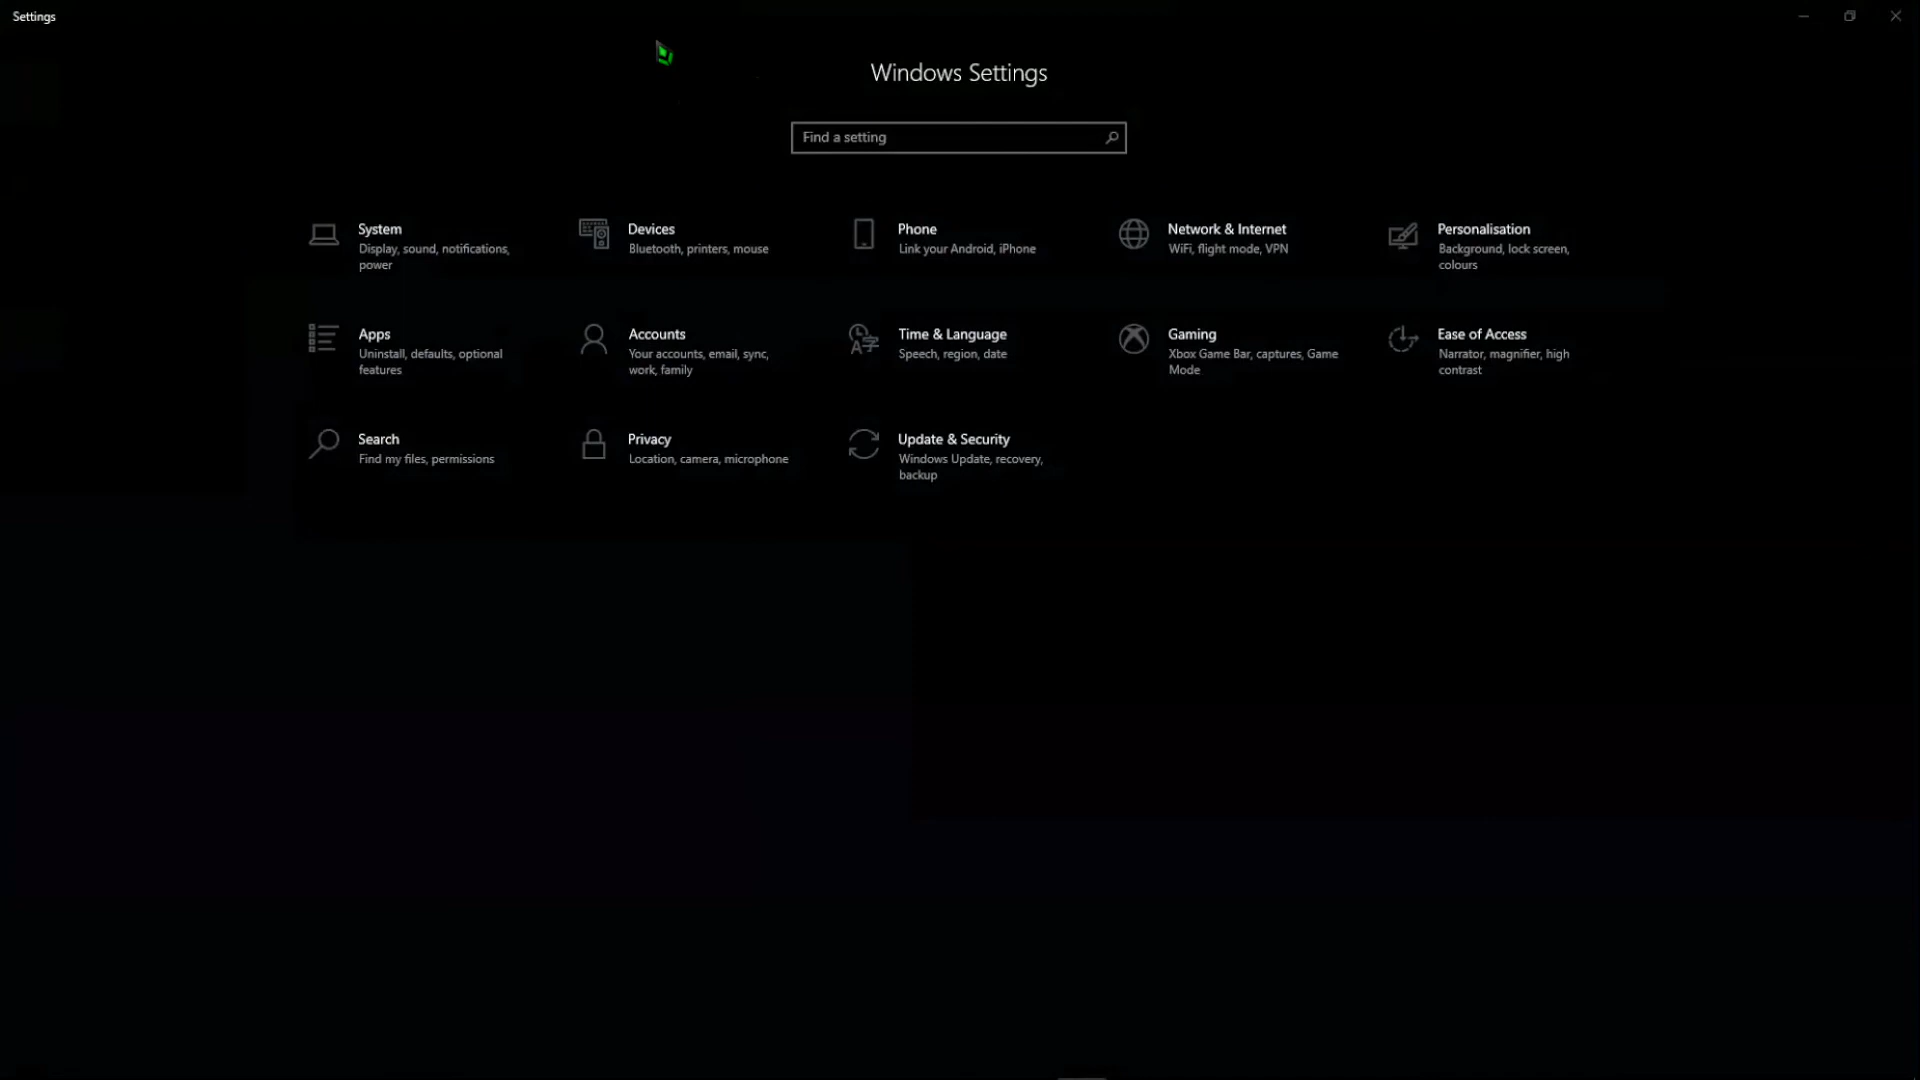 Settings
Windows Settings
Find a setting
System
Display, sound, notifications,
power
Devices
Bluetooth, printers, mouse
Phone
Link your Android, iPhone
Network & Internet
WiFi, flight mode, VPN
Personalisation
Background, lock screen,
colours
Apps
Uninstall, defaults, optional
features
Accounts
Your accounts, email, sync,
work, family
Time & Language
Speech, region, date
Gaming
Xbox Game Bar, captures, Game
Mode
Ease of Access
Narrator, magnifier, high
contrast
Search
Find my files, permissions
Privacy
Location, camera, microphone
Update & Security
Windows Update, recovery,
backup